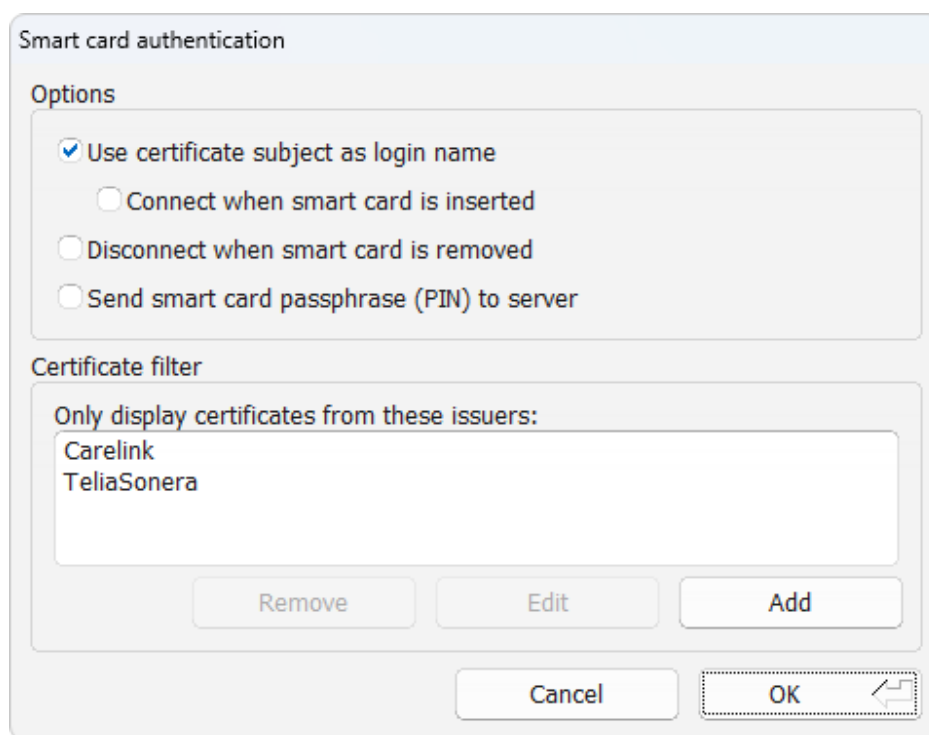 Smart card authentication
Options
Use certificate subject as login name
Connect when smart card is inserted
Disconnect when smart card is removed
Send smart card passphrase (PIN) to server
Certificate filter
Only display certificates from these issuers:
Carelink
TeliaSonera
Remove Edit Add
Cancel OK